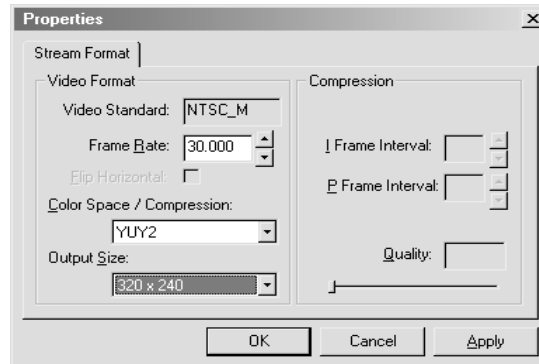 Properties
Stream Format
Video Format
Video Standard: NTSC_M
Frame Rate: 30.000
Flip Horizontal:
Color Space / Compression:
YUY2
Output Size:
320 x 240
Compression
I Frame Interval:
P Frame Interval:
Quality:
OK Cancel Apply